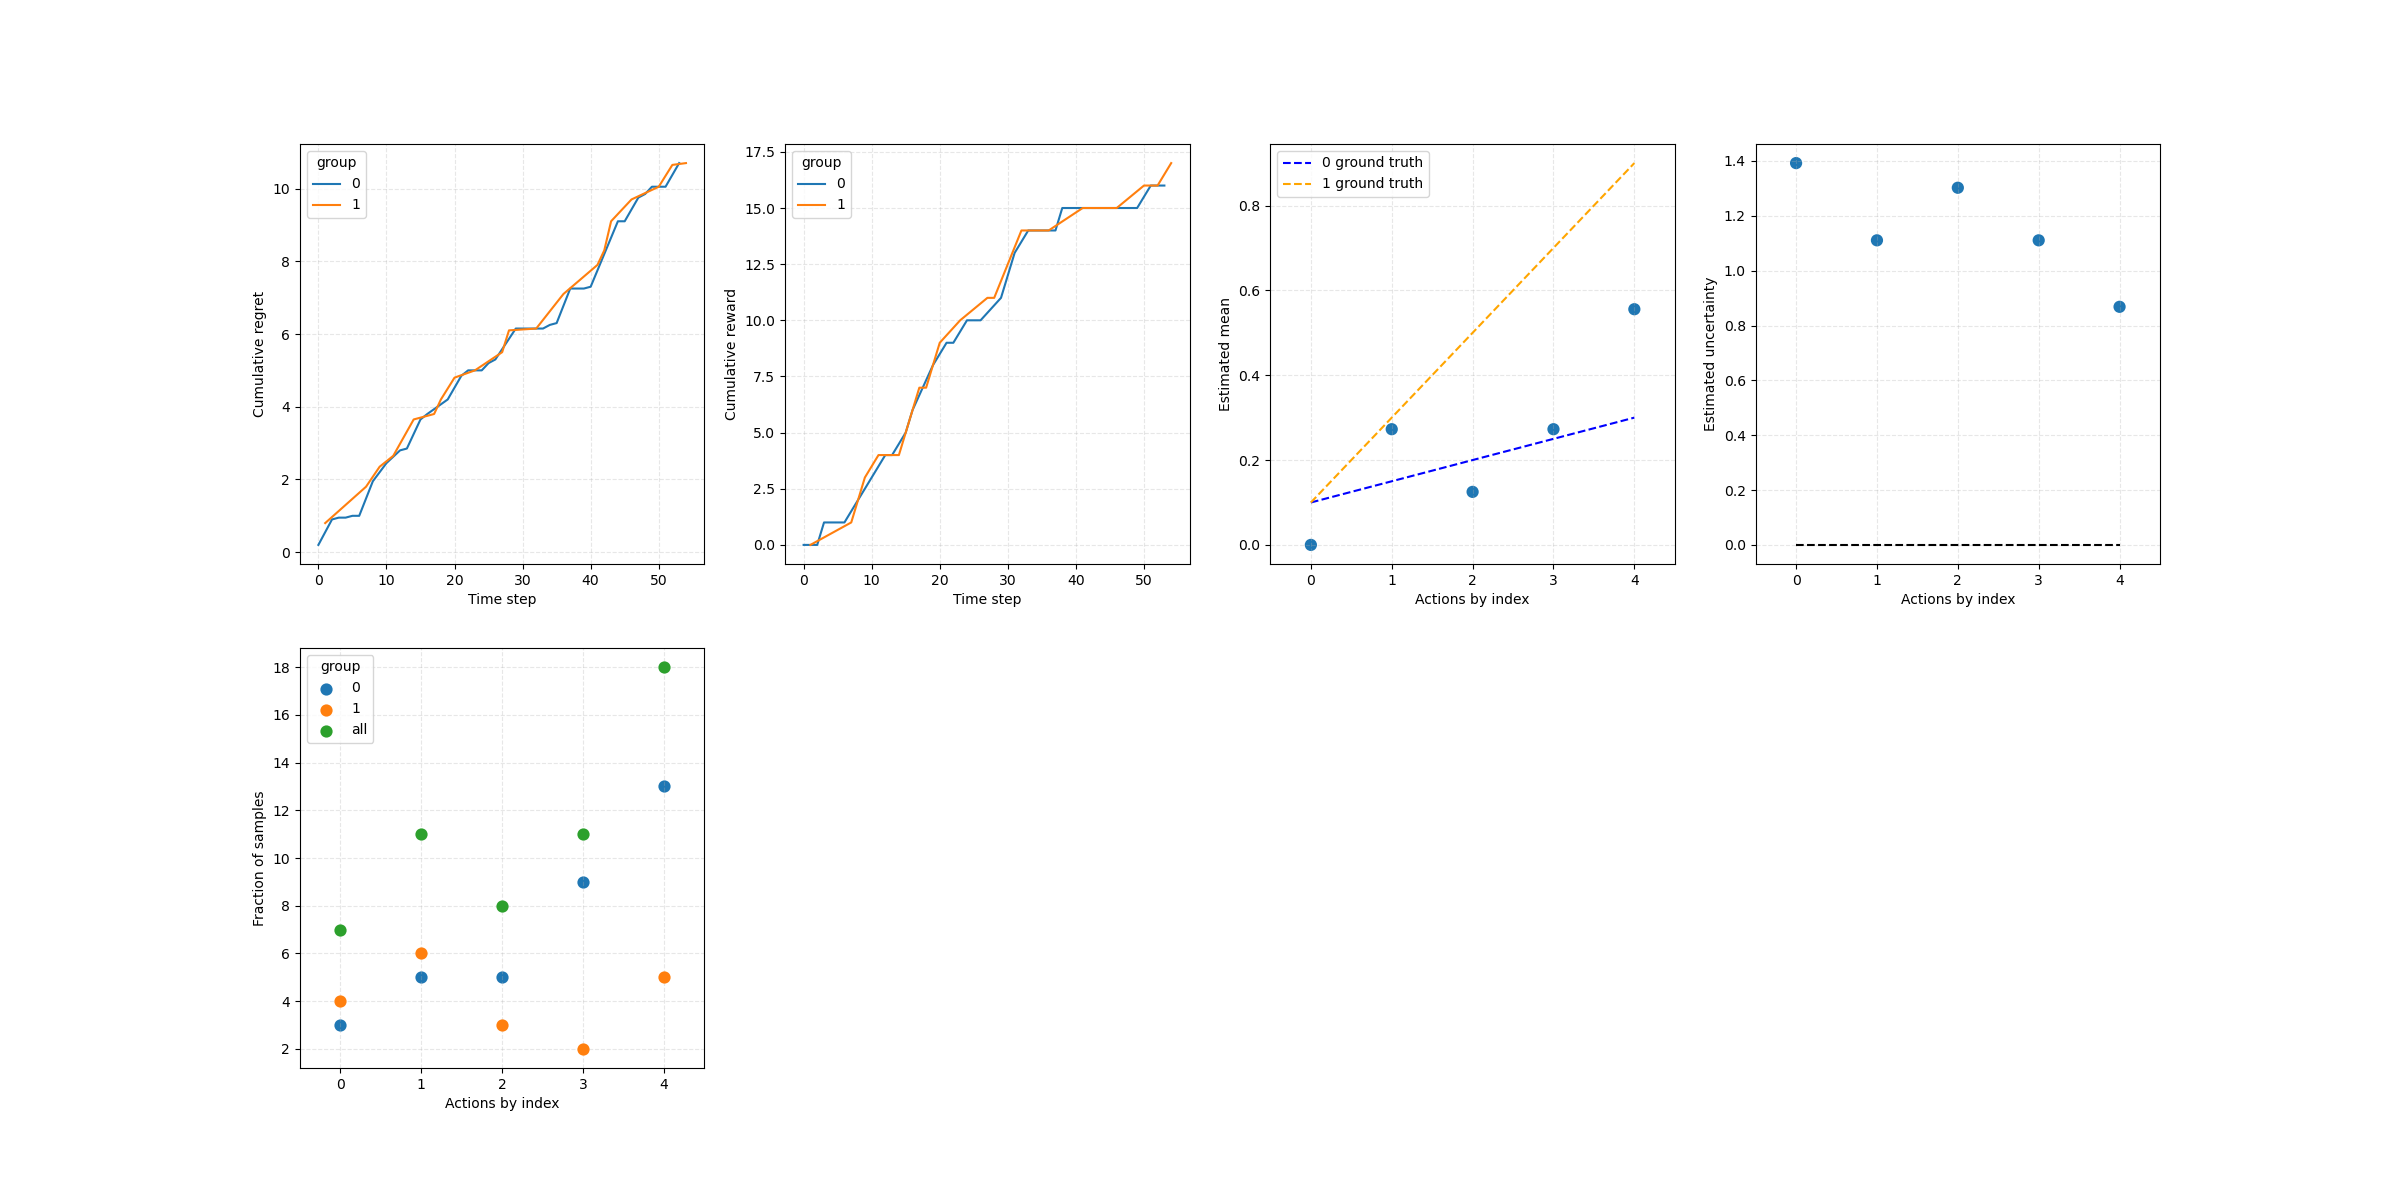 group
0
1
10
8
6
4
2
0
Cumulative regret
0 10 20 30 40 50
Time step
group
0
1
17.5
15.0
12.5
10.0
7.5
5.0
2.5
0.0
Cumulative reward
0 10 20 30 40 50
Time step
0 ground truth
1 ground truth
0.8
0.6
0.4
0.2
0.0
Estimated mean
0 1 2 3 4
Actions by index
1.4
1.2
1.0
0.8
0.6
0.4
0.2
0.0
Estimated uncertainty
0 1 2 3 4
Actions by index
group
0
1
all
18
16
14
12
10
8
6
4
2
Fraction of samples
0 1 2 3 4
Actions by index